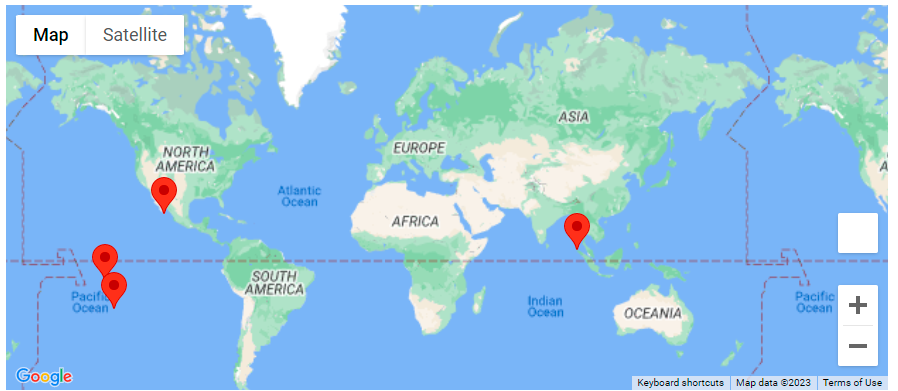 Map
Satellite
NORTH
AMERICA
ASIA
EUROPE
Atlantic
Ocean
AFRICA
SOUTH
AMERICA
Pacific
Ocean
Indian
Ocean
OCEANIA
Pacific
Ocean
A
Google
Keyboard shortcuts
Map data ©2023
Terms of Use